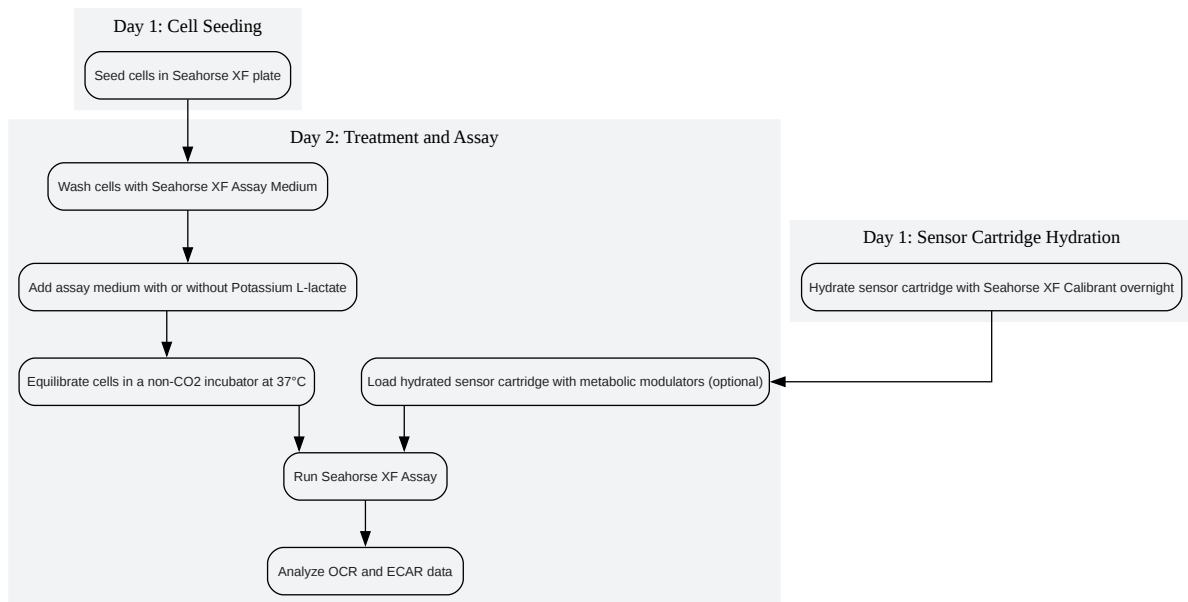 Day 1: Cell Seeding
Seed cells in Seahorse XF plate
Day 2: Treatment and Assay
Wash cells with Seahorse XF Assay Medium
Day 1: Sensor Cartridge Hydration
Add assay medium with or without Potassium L-lactate
Hydrate sensor cartridge with Seahorse XF Calibrant overnight
Equilibrate cells in a non-CO2 incubator at 37°C
Load hydrated sensor cartridge with metabolic modulators (optional)
Run Seahorse XF Assay
Analyze OCR and ECAR data